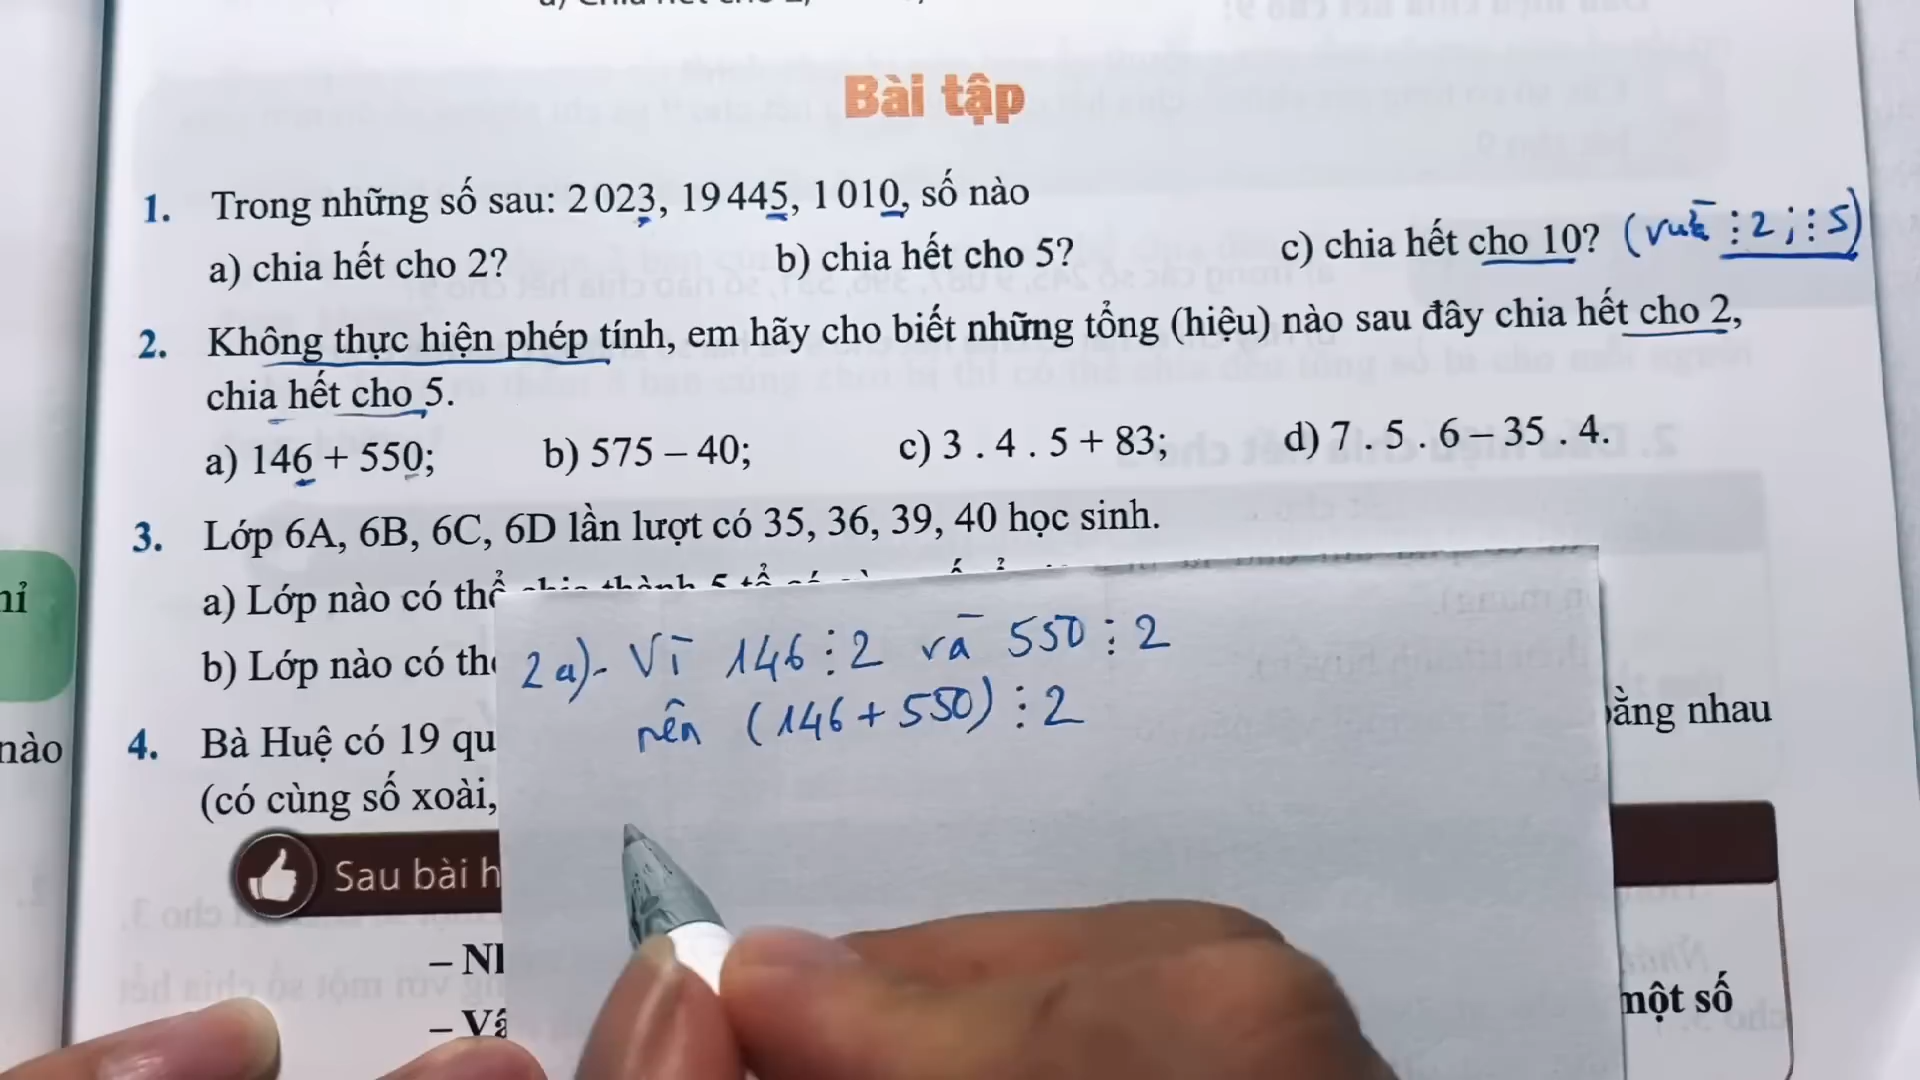 Bài tập
1. Trong những số sau: 2 023, 19 445, 1 010, số nào
a) chia hết cho 2? b) chia hết cho 5? c) chia hết cho 10? (vừa ⋮ 2 ; ⋮ 5)
2. Không thực hiện phép tính, em hãy cho biết những tổng (hiệu) nào sau đây chia hết cho 2,
chia hết cho 5.
a) 146 + 550; b) 575 – 40; c) 3 . 4 . 5 + 83; d) 7 . 5 . 6 – 35 . 4.
3. Lớp 6A, 6B, 6C, 6D lần lượt có 35, 36, 39, 40 học sinh.
a) Lớp nào có thể chia thành 5 tổ
b) Lớp nào có
2a)- Vì 146 ⋮ 2 và 550 ⋮ 2
nên (146 + 550) ⋮ 2
nào
4. Bà Huệ có 19 bằng nhau
(có cùng số xoài,
Sau bài
một số